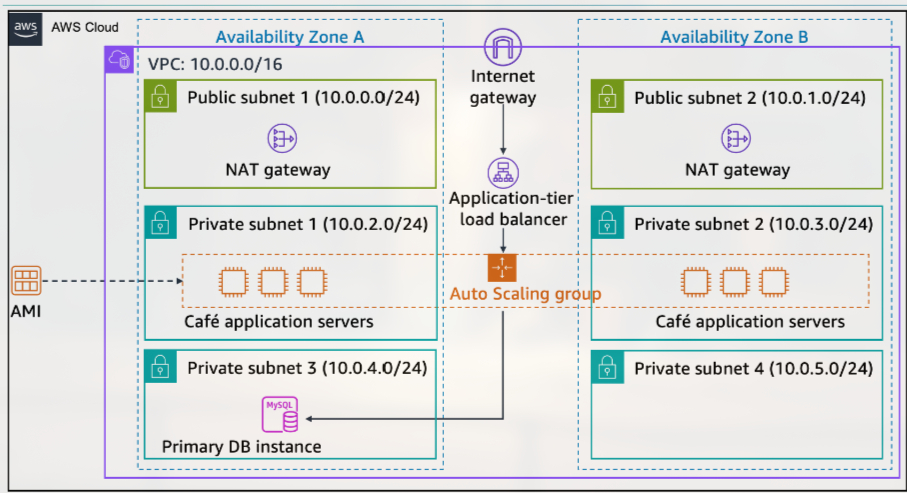 aws
AWS Cloud
Availability Zone A
Availability Zone B
VPC: 10.0.0.0/16
Internet
gateway
Public subnet 1 (10.0.0.0/24)
NAT gateway
Public subnet 2 (10.0.1.0/24)
NAT gateway
Application-tier
load balancer
Private subnet 1 (10.0.2.0/24)
Private subnet 2 (10.0.3.0/24)
AMI
Auto Scaling group
Café application servers
Café application servers
Private subnet 3 (10.0.4.0/24)
Private subnet 4 (10.0.5.0/24)
MySQL
Primary DB instance